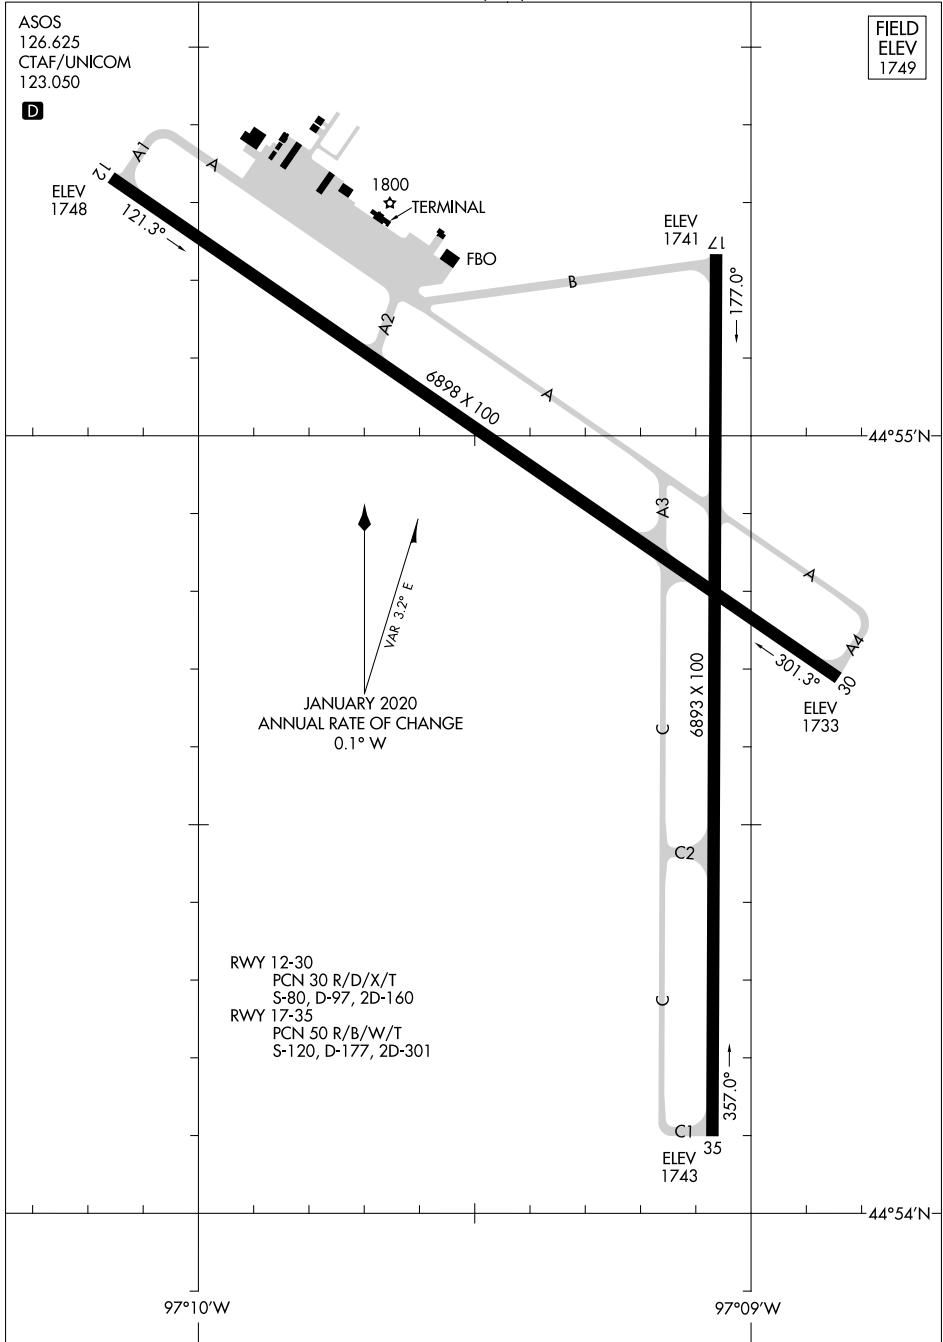 ASOS
126.625
CTAF/UNICOM
123.050
D
FIELD
ELEV
1749
A1
A
12
ELEV
1748
121.3°
1800
TERMINAL
FBO
ELEV
1741
17
B
177.0°
A2
6898 X 100
A
44°55'N
A3
VAR 3.2° E
A
A4
301.3°
30
ELEV
1733
JANUARY 2020
ANNUAL RATE OF CHANGE
0.1° W
6893 X 100
C
C2
RWY 12-30
PCN 30 R/D/X/T
S-80, D-97, 2D-160
RWY 17-35
PCN 50 R/B/W/T
S-120, D-177, 2D-301
C
357.0°
C1
35
ELEV
1743
44°54'N
97°10'W
97°09'W